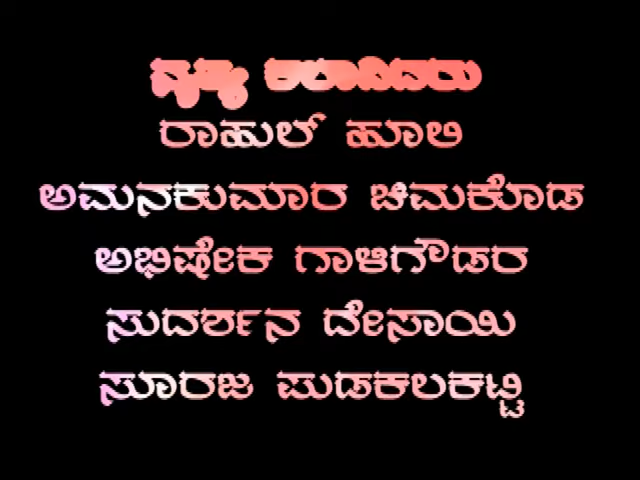 ನೃತ್ಯ ಕಲಾವಿದರು
ರಾಹುಲ್ ಹೂಲಿ
ಅಮನಕುಮಾರ ಚಿಮಕೊಡ
ಅಭಿಷೇಕ ಗಾಳಿಗೌಡರ
ಸುದರ್ಶನ ದೇಸಾಯಿ
ಸೂರಜ ಪುಡಕಲಕಟ್ಟಿ